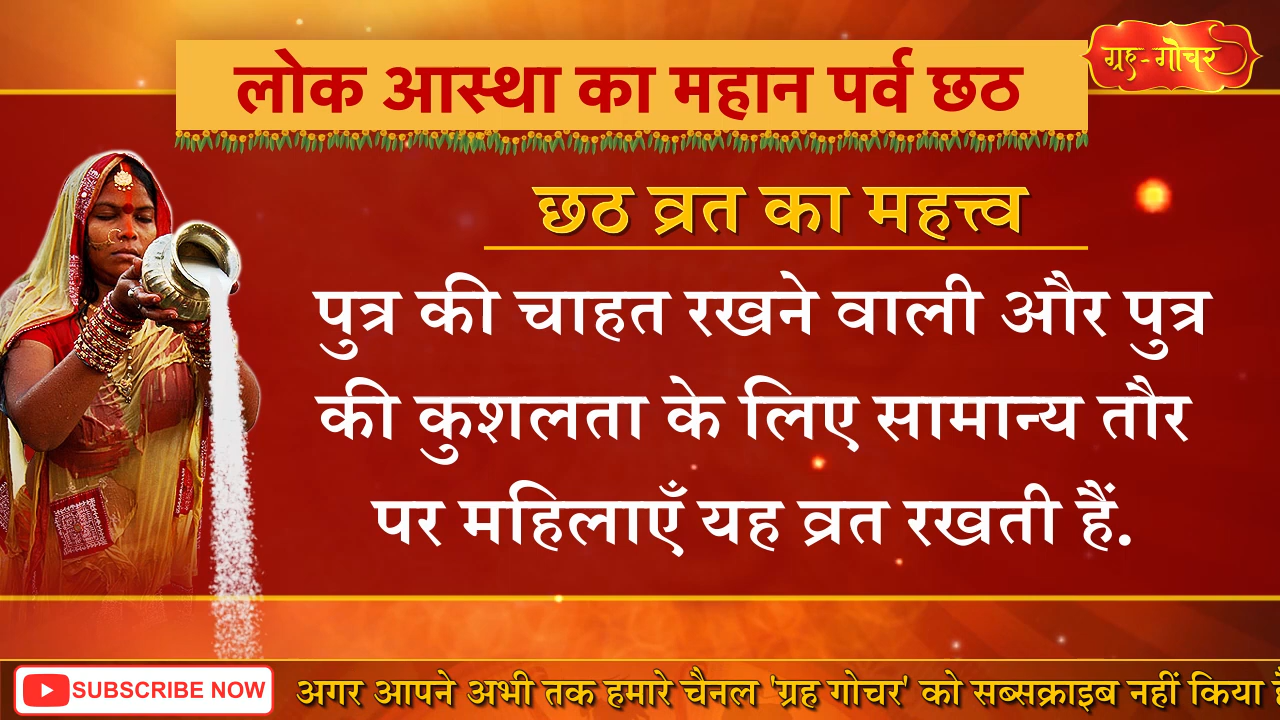 लोक आस्था का महान पर्व छठ
ग्रह-गोचर
छठ व्रत का महत्त्व
पुत्र की चाहत रखने वाली और पुत्र
की कुशलता के लिए सामान्य तौर
पर महिलाएँ यह व्रत रखती हैं.
SUBSCRIBE NOW
अगर आपने अभी तक हमारे चैनल 'ग्रह गोचर' को सब्सक्राइब नहीं किया